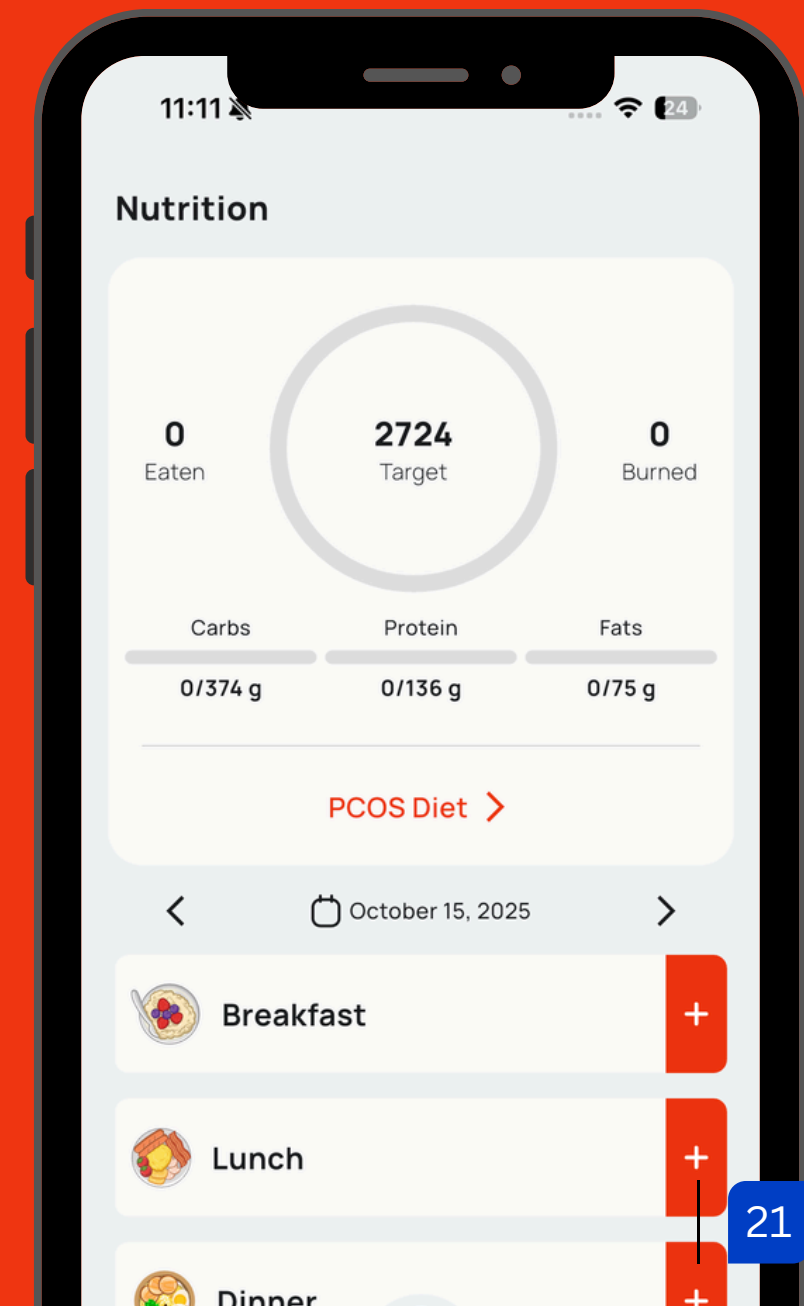 11:11 24
Nutrition
0 2724 0
Eaten Target Burned
Carbs Protein Fats
0/374 g 0/136 g 0/75 g
PCOS Diet
October 15, 2025
Breakfast +
Lunch +
21
Dinner +